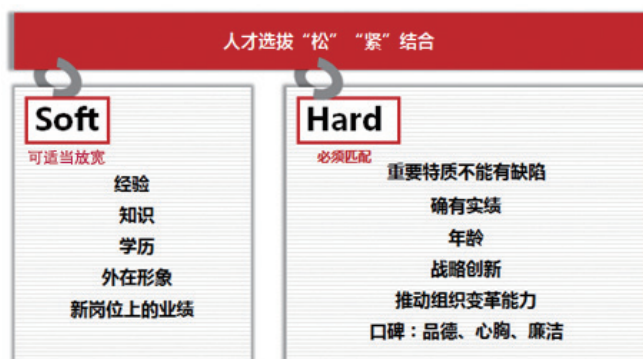 人才选拔“松”“紧”结合
Soft
可适当放宽
经验
知识
学历
外在形象
新岗位上的业绩
Hard
必须匹配
重要特质不能有缺陷
确有实绩
年龄
战略创新
推动组织变革能力
口碑：品德、心胸、廉洁